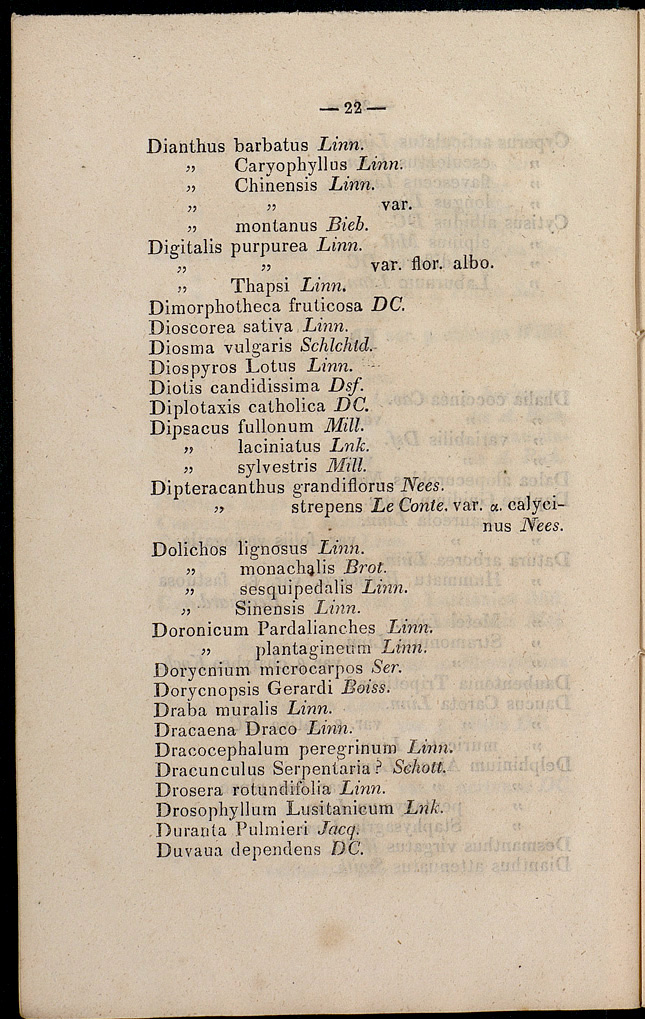 — 22 —
Dianthus barbatus Linn.
„ Caryophyllus Linn.
„ Chinensis Linn.
„ „ var.
„ montanus Bieb.
Digitalis purpurea Linn.
„ „ var. flor. albo.
„ Thapsi Linn.
Dimorphotheca fruticosa DC.
Dioscorea sativa Linn.
Diosma vulgaris Schlchtd.
Diospyros Lotus Linn.
Diotis candidissima Dsf.
Diplotaxis catholica DC.
Dipsacus fullonum Mill.
„ laciniatus Lnk.
„ sylvestris Mill.
Dipteracanthus grandiflorus Nees.
„ strepens Le Conte. var. α. calyci-
nus Nees.
Dolichos lignosus Linn.
„ monachalis Brot.
„ sesquipedalis Linn.
„ Sinensis Linn.
Doronicum Pardalianches Linn.
„ plantagineum Linn.
Dorycnium microcarpos Ser.
Dorycnopsis Gerardi Boiss.
Draba muralis Linn.
Dracaena Draco Linn.
Dracocephalum peregrinum Linn.
Dracunculus Serpentaria? Schott.
Drosera rotundifolia Linn.
Drosophyllum Lusitanicum Lnk.
Duranta Pulmieri Jacq.
Duvaua dependens DC.